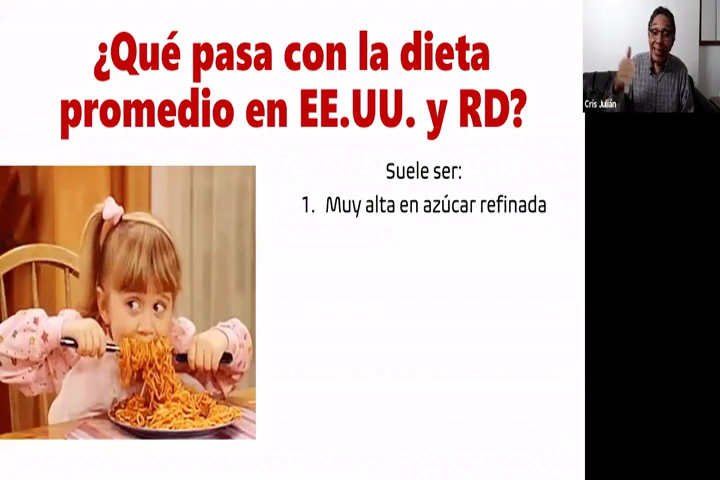 ¿Qué pasa con la dieta
promedio en EE.UU. y RD?
Suele ser:
1. Muy alta en azúcar refinada
Cris Julián